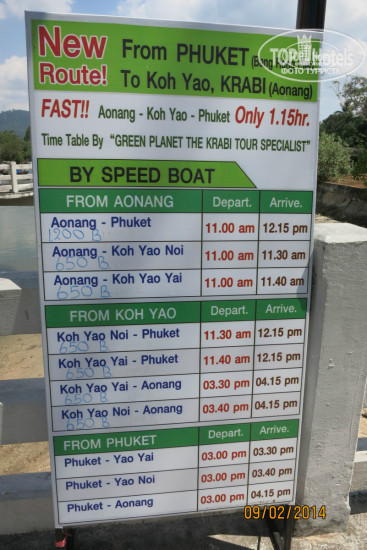 New Route!
From PHUKET (Bang
To Koh Yao, KRABI (Aonang)
TopHotels
ФОТО ТУРИСТА
FAST!! Aonang - Koh Yao - Phuket Only 1.15hr.
Time Table By "GREEN PLANET THE KRABI TOUR SPECIALIST"
BY SPEED BOAT
FROM AONANG Depart. Arrive.
Aonang - Phuket 11.00 am 12.15 pm
1200 B
Aonang - Koh Yao Noi 11.00 am 11.30 am
650 B
Aonang - Koh Yao Yai 11.00 am 11.40 am
650 B
FROM KOH YAO Depart. Arrive.
Koh Yao Noi - Phuket 11.30 am 12.15 pm
650 B
Koh Yao Yai - Phuket 11.40 am 12.15 pm
650 B
Koh Yao Yai - Aonang 03.30 pm 04.15 pm
650 B
Koh Yao Noi - Aonang 03.40 pm 04.15 pm
650 B
FROM PHUKET Depart. Arrive.
Phuket - Yao Yai 03.00 pm 03.30 pm
Phuket - Yao Noi 03.00 pm 03.40 pm
Phuket - Aonang 03.00 pm 04.15 pm
09/02/2014